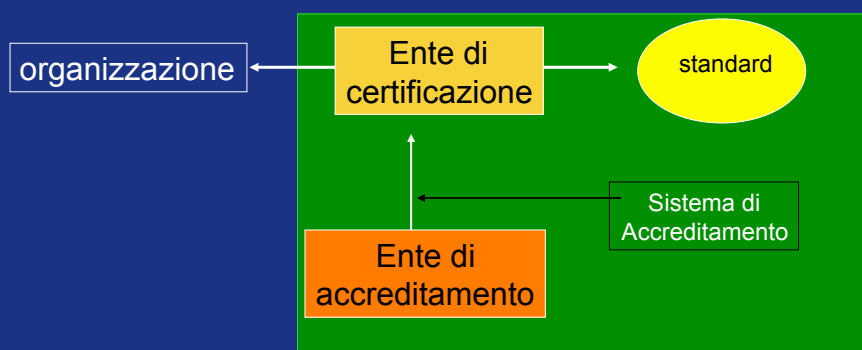 organizzazione
Ente di
certificazione
standard
Sistema di
Accreditamento
Ente di
accreditamento